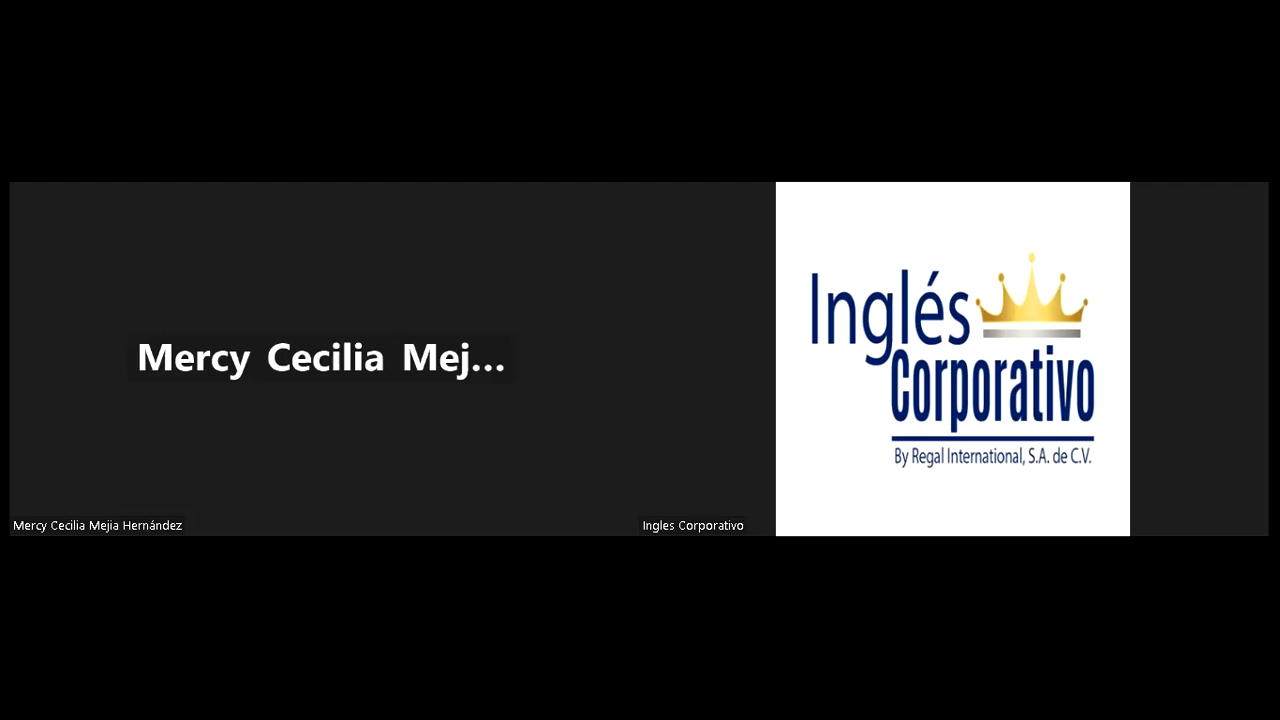 Mercy Cecilia Mej...
Mercy Cecilia Mejia Hernández
Inglés
Corporativo
By Regal International, S.A. de C.V.
Ingles Corporativo